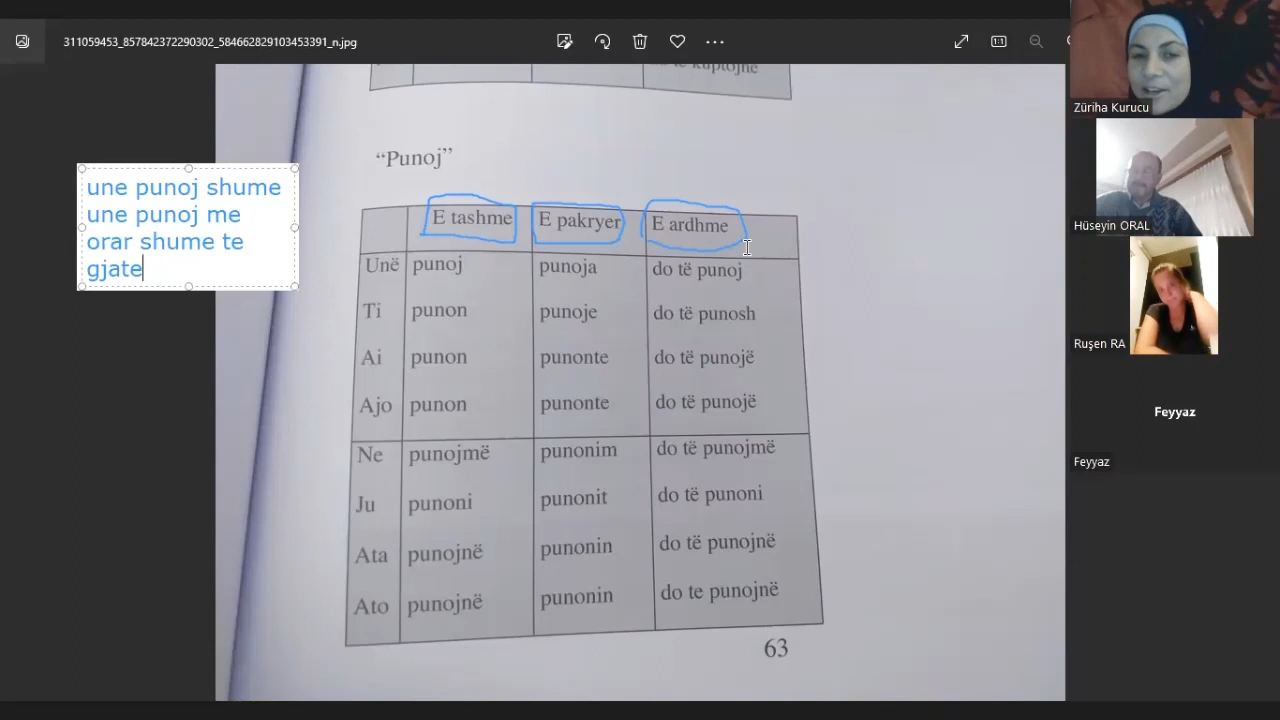 311059453_857842372290302_584662829103453391_n.jpg
Züriha Kurucu
Hüseyin ORAL
Ruşen RA
Feyyaz
Feyyaz
une punoj shume
une punoj me
orar shume te
gjate
“Punoj”
E tashme E pakryer E ardhme
Unë punoj punoja do të punoj
Ti punon punoje do të punosh
Ai punon punonte do të punojë
Ajo punon punonte do të punojë
Ne punojmë punonim do të punojmë
Ju punoni punonit do të punoni
Ata punojnë punonin do të punojnë
Ato punojnë punonin do te punojnë
63